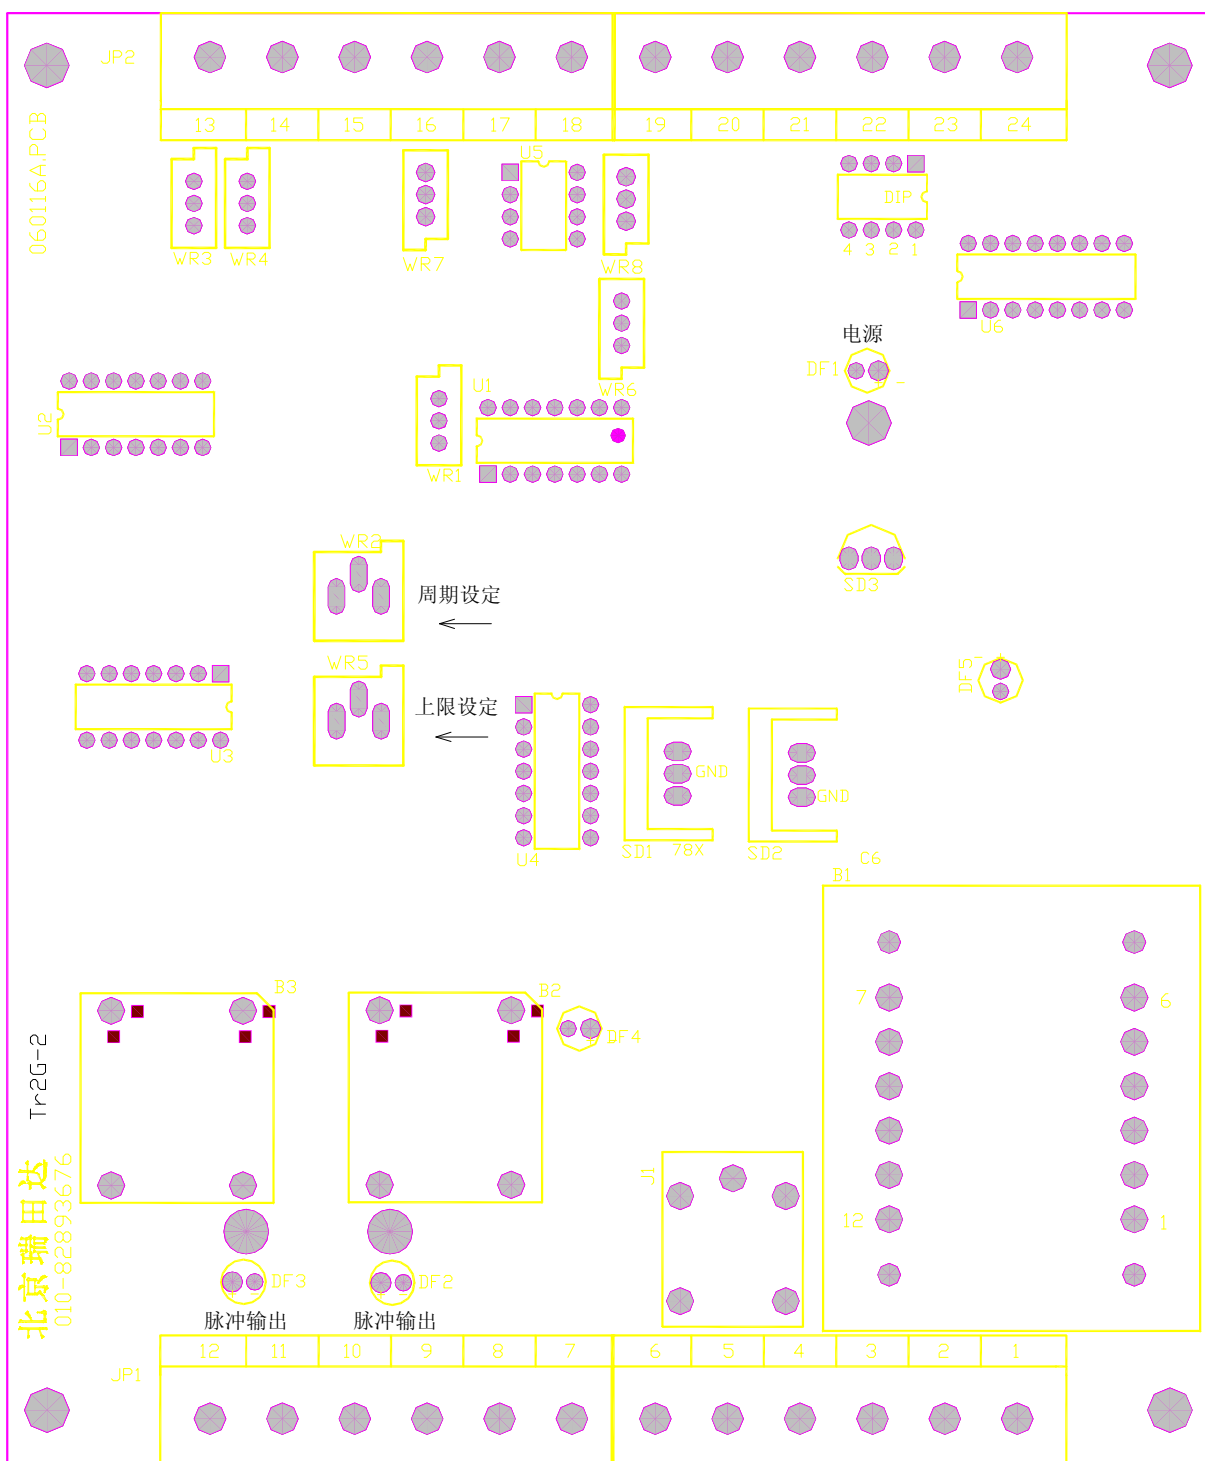 JP2
13 14 15 16 17 18 19 20 21 22 23 24
060116A.PCB
U5
DIP
4 3 2 1
WR3 WR4 WR7 WR8
U6
电源
DF1
+ -
WR6
U1
U2
WR1
WR2
周期设定
SD3
WR5
上限设定
DF5
- +
U3
GND
GND
U4
SD1 78X SD2
C6
B1
7 6
12 1
B3
B2
DF4
+
Tr2G-2
北京瑞田达
010-82893676
J1
DF3
+ -
DF2
+ -
脉冲输出 脉冲输出
12 11 10 9 8 7 6 5 4 3 2 1
JP1